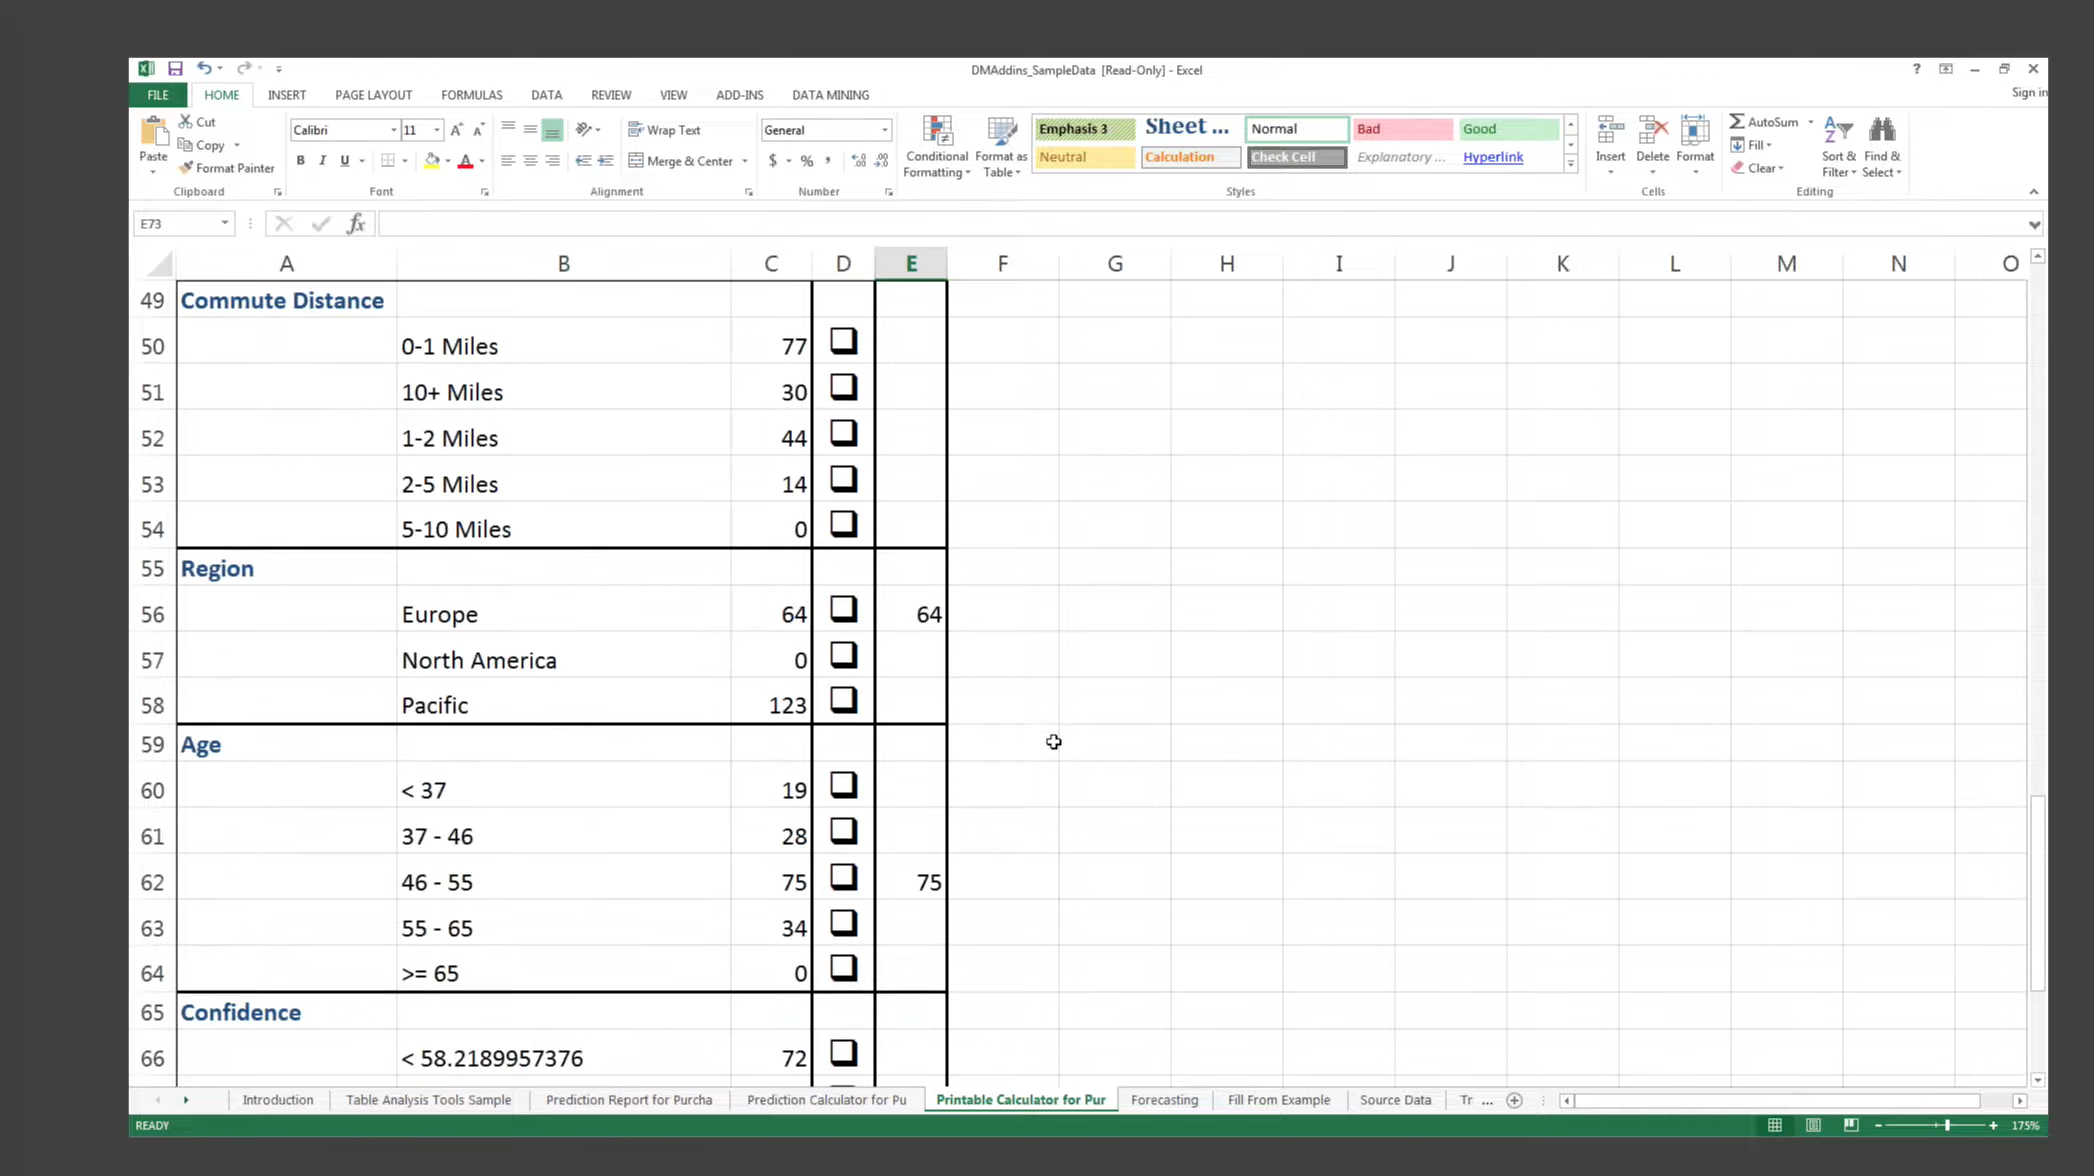 DMAddins_SampleData [Read-Only] - Excel
?
Sign in
FILE HOME INSERT PAGE LAYOUT FORMULAS DATA REVIEW VIEW ADD-INS DATA MINING
Paste
Cut
Copy
Format Painter
Clipboard
Calibri 11
B I U
Font
Wrap Text
Merge & Center
Alignment
General
$ % ,
Number
Conditional Formatting
Format as Table
Emphasis 3 Sheet ... Normal Bad Good
Neutral Calculation Check Cell Explanatory ... Hyperlink
Styles
Insert Delete Format
Cells
AutoSum
Fill
Clear
Sort & Filter
Find & Select
Editing
E73 fx
A B C D E F G H I J K L M N O
49 Commute Distance
50 0-1 Miles 77
51 10+ Miles 30
52 1-2 Miles 44
53 2-5 Miles 14
54 5-10 Miles 0
55 Region
56 Europe 64 64
57 North America 0
58 Pacific 123
59 Age
60 < 37 19
61 37 - 46 28
62 46 - 55 75 75
63 55 - 65 34
64 >= 65 0
65 Confidence
66 < 58.2189957376 72
Introduction Table Analysis Tools Sample Prediction Report for Purcha Prediction Calculator for Pu Printable Calculator for Pur Forecasting Fill From Example Source Data Tr ...
READY 175%